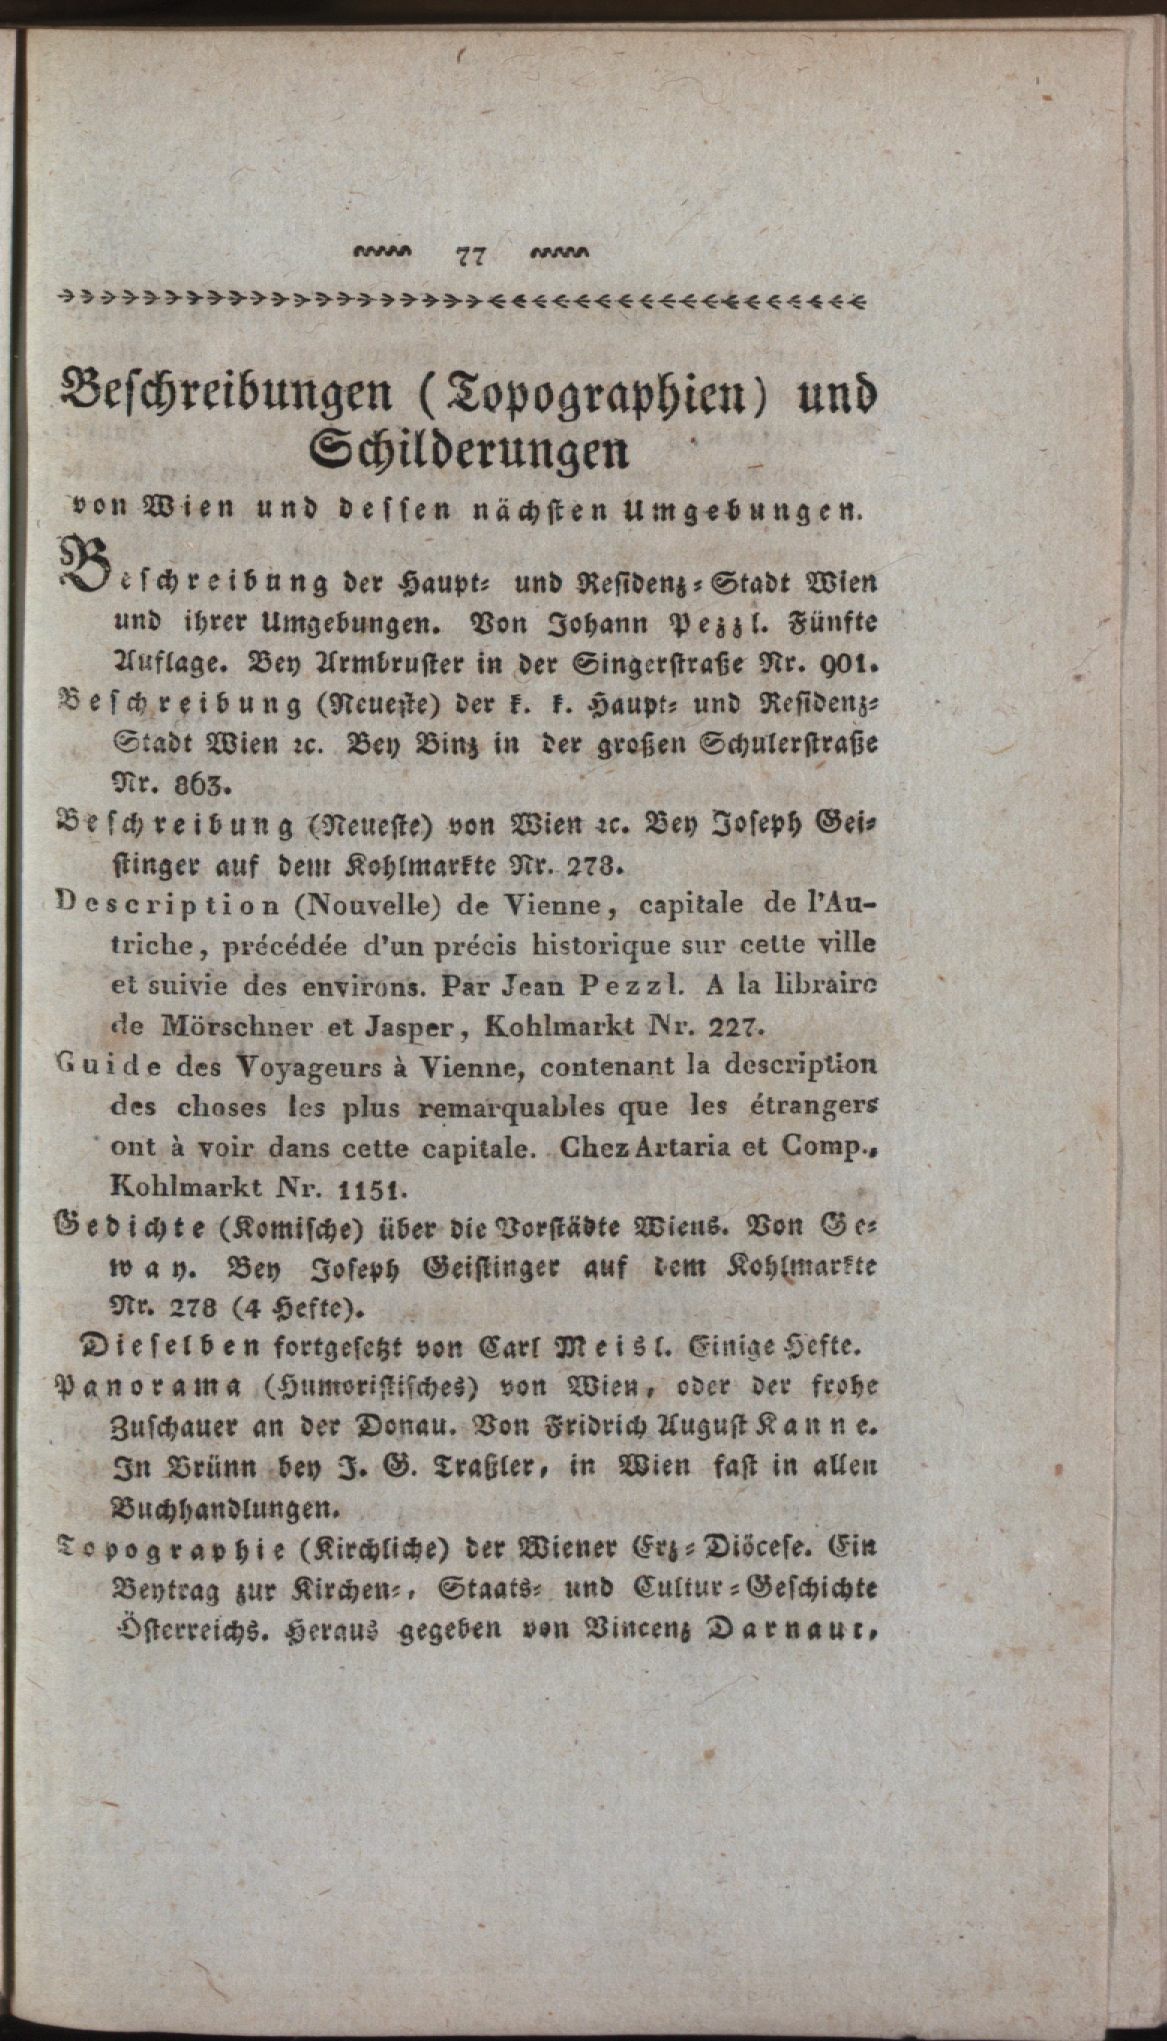 77
Beschreibungen (Topographien) und
Schilderungen
von Wien und dessen nächsten Umgebungen.
Beschreibung der Haupt- und Residenz-Stadt Wien
und ihrer Umgebungen. Von Johann Pezzl. Fünfte
Auflage. Bey Armbruster in der Singerstraße Nr. 901.
Beschreibung (Neueste) der k. k. Haupt- und Residenz-
Stadt Wien ꝛc. Bey Binz in der großen Schulerstraße
Nr. 863.
Beschreibung (Neueste) von Wien ꝛc. Bey Joseph Gei-
stinger auf dem Kohlmarkte Nr. 278.
Description (Nouvelle) de Vienne, capitale de l'Au-
triche, précédée d'un précis historique sur cette ville
et suivie des environs. Par Jean Pezzl. A la libraire
de Mörschner et Jasper, Kohlmarkt Nr. 227.
Guide des Voyageurs à Vienne, contenant la description
des choses les plus remarquables que les étrangers
ont à voir dans cette capitale. Chez Artaria et Comp.,
Kohlmarkt Nr. 1151.
Gedichte (Komische) über die Vorstädte Wiens. Von Ge-
way. Bey Joseph Geistinger auf dem Kohlmarkte
Nr. 278 (4 Hefte).
Dieselben fortgesetzt von Carl Meisl. Einige Hefte.
Panorama (Humoristisches) von Wien, oder der frohe
Zuschauer an der Donau. Von Fridrich August Kanne.
In Brünn bey J. G. Traßler, in Wien fast in allen
Buchhandlungen.
Topographie (Kirchliche) der Wiener Erz-Diöcese. Ein
Beytrag zur Kirchen-, Staats- und Cultur-Geschichte
Österreichs. Heraus gegeben von Vincenz Darnaut,